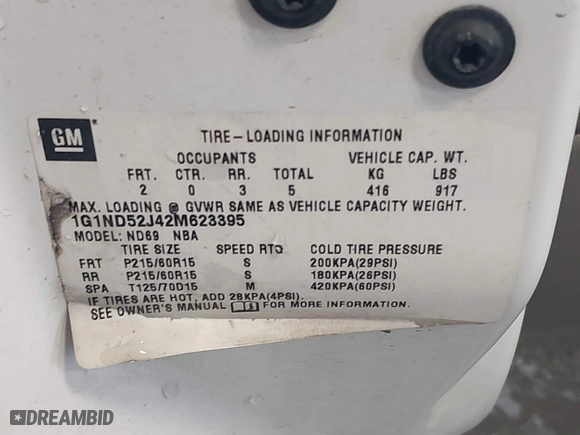 GM
TIRE-LOADING INFORMATION
OCCUPANTS VEHICLE CAP. WT.
FRT. CTR. RR. TOTAL KG LBS
2 0 3 5 416 917
MAX. LOADING @ GVWR SAME AS VEHICLE CAPACITY WEIGHT.
1G1ND52J42M623395
MODEL: ND69 NBA
TIRE SIZE SPEED RTG COLD TIRE PRESSURE
FRT P215/60R15 S 200KPA(29PSI)
RR P215/60R15 S 180KPA(26PSI)
SPA T125/70D15 M 420KPA(60PSI)
IF TIRES ARE HOT, ADD 28KPA(4PSI).
SEE OWNER'S MANUAL FOR MORE INFORMATION.
DREAMBID